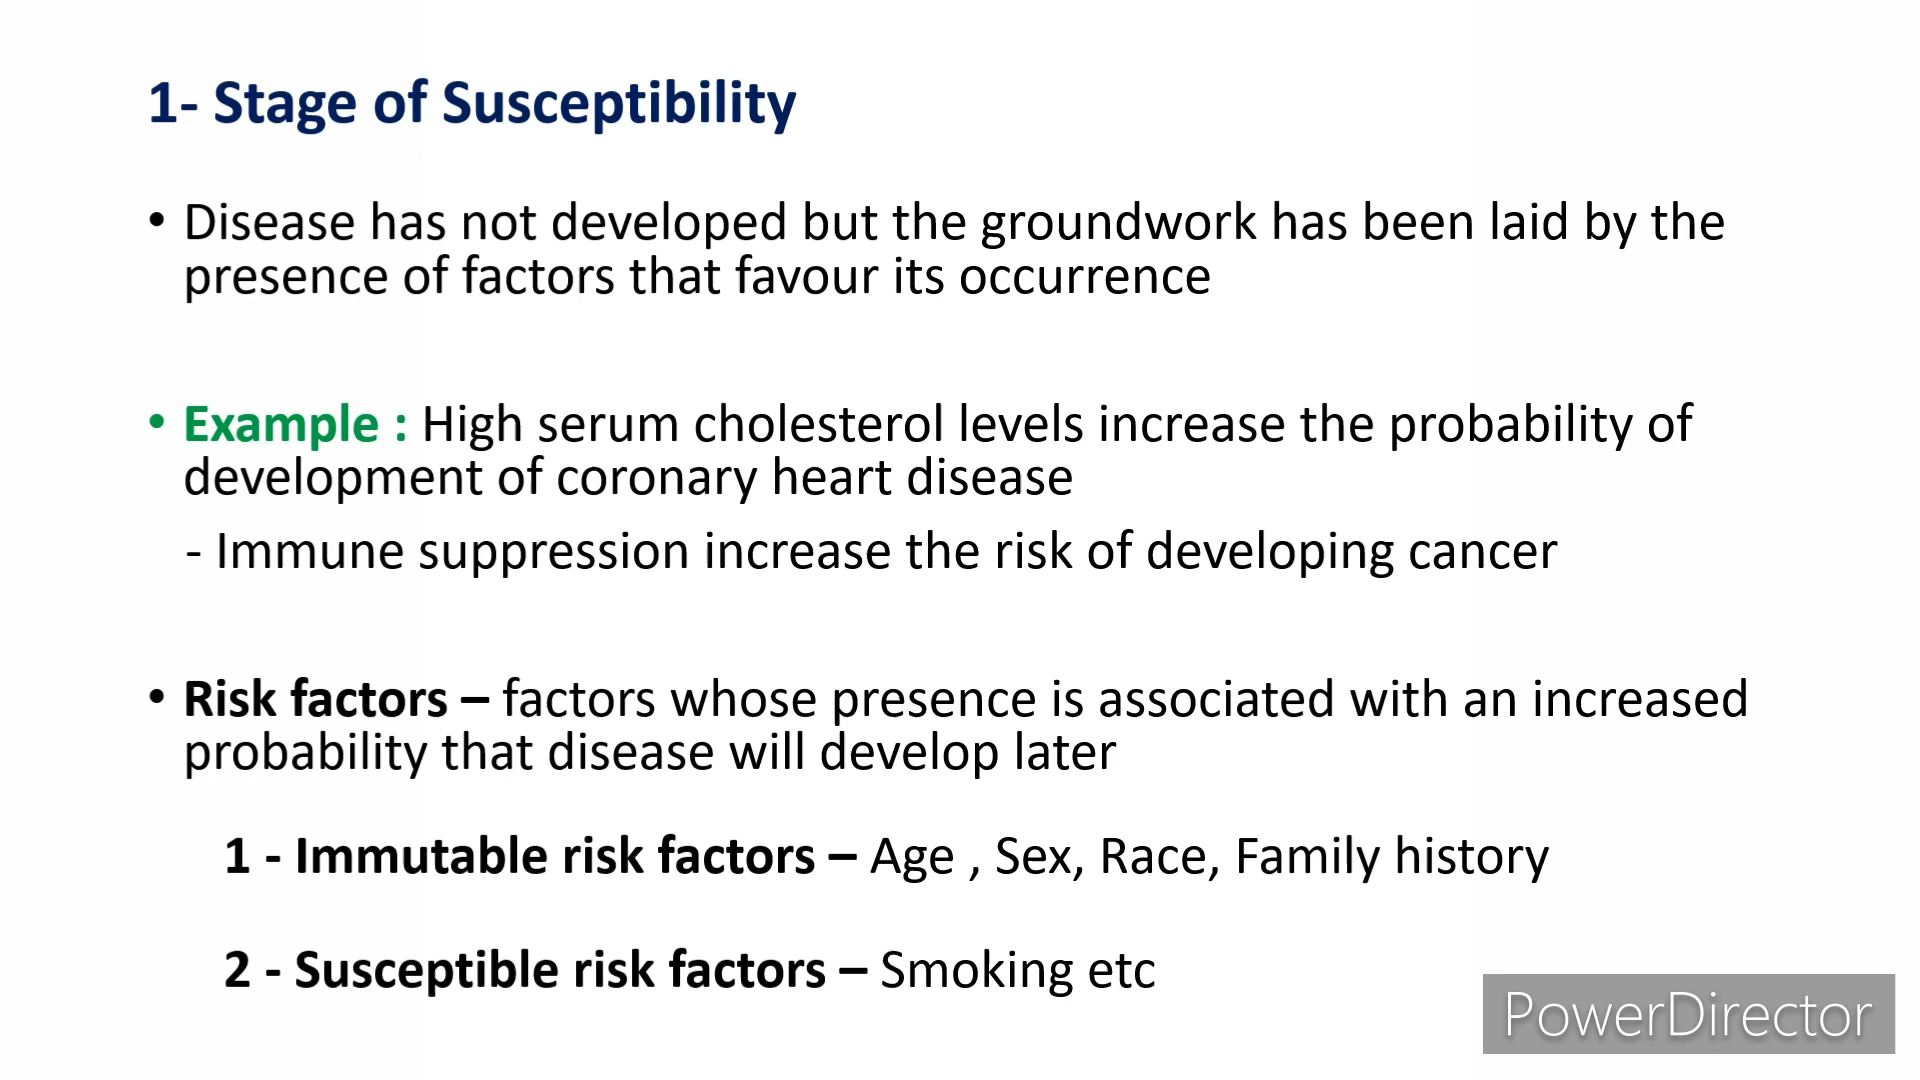 1- Stage of Susceptibility
• Disease has not developed but the groundwork has been laid by the
presence of factors that favour its occurrence
• Example : High serum cholesterol levels increase the probability of
development of coronary heart disease
- Immune suppression increase the risk of developing cancer
• Risk factors – factors whose presence is associated with an increased
probability that disease will develop later
1 - Immutable risk factors – Age , Sex, Race, Family history
2 - Susceptible risk factors – Smoking etc
PowerDirector